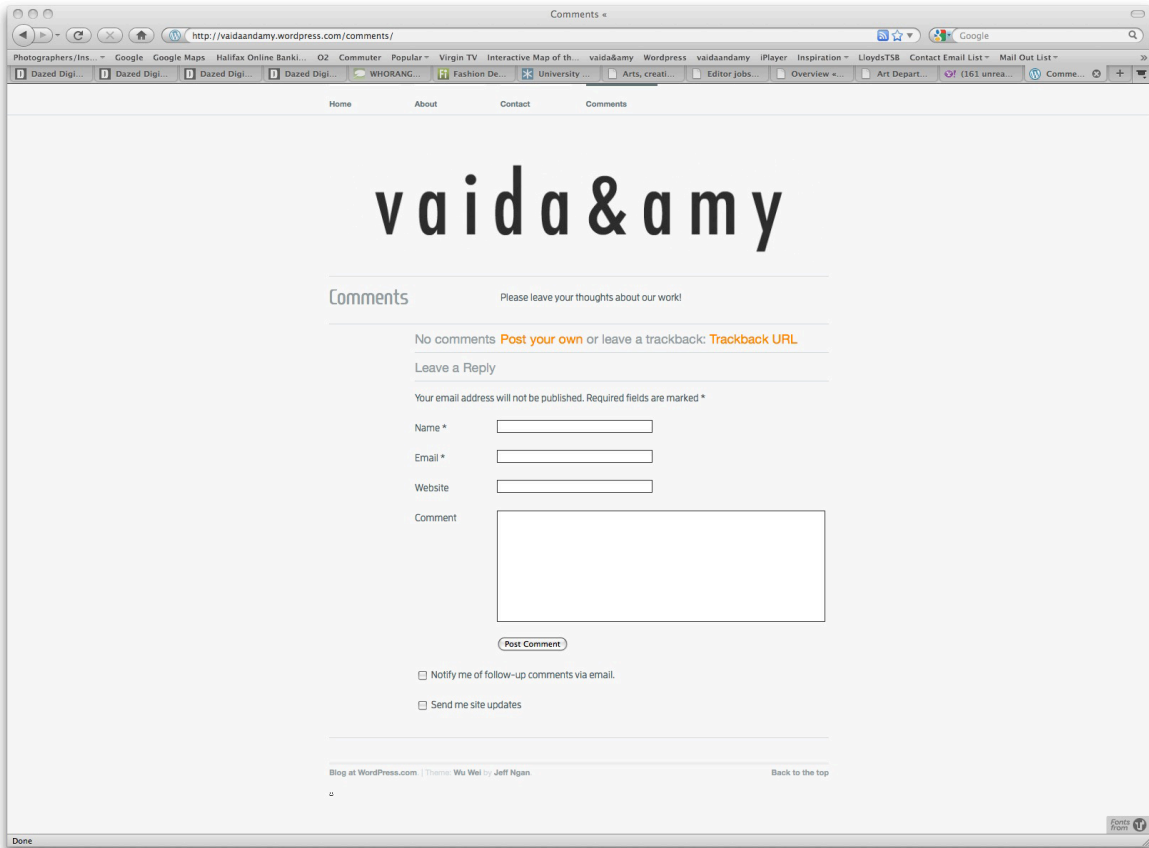 Comments «
http://vaidaandamy.wordpress.com/comments/
Google
Photographers/Ins... Google Google Maps Halifax Online Banki... O2 Commuter Popular Virgin TV Interactive Map of th... vaida&amy Wordpress vaidaandamy iPlayer Inspiration LloydsTSB Contact Email List Mail Out List »
Dazed Digi... Dazed Digi... Dazed Digi... Dazed Digi... WHORANG... Fashion De... University ... Arts, creati... Editor jobs... Overview «... Art Depart... (161 unrea... Comme...
Home About Contact Comments
vaida&amy
Comments Please leave your thoughts about our work!
No comments Post your own or leave a trackback: Trackback URL
Leave a Reply
Your email address will not be published. Required fields are marked *
Name *
Email *
Website
Comment
Post Comment
Notify me of follow-up comments via email.
Send me site updates
Blog at WordPress.com. | Theme: Wu Wei by Jeff Ngan. Back to the top
Fonts from
Done